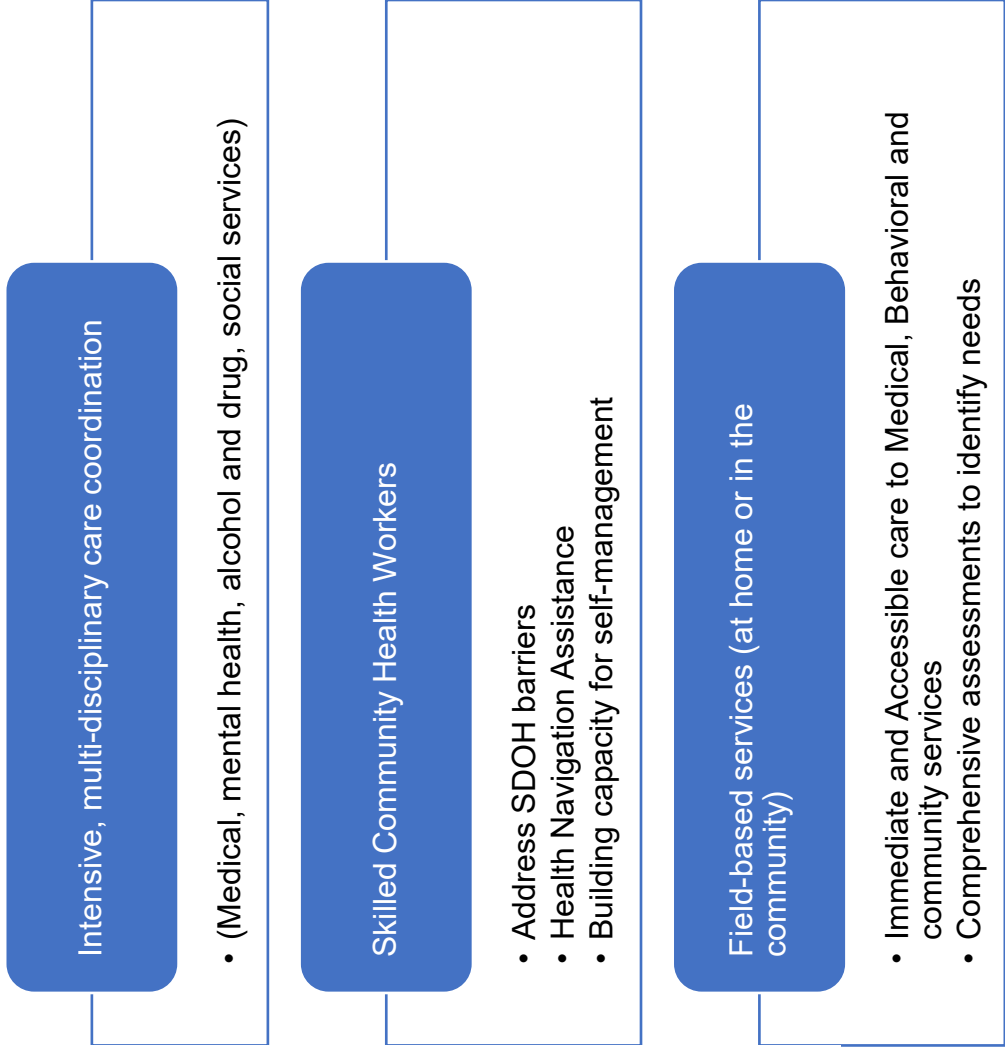 Intensive, multi-disciplinary care coordination
• (Medical, mental health, alcohol and drug, social services)
Skilled Community Health Workers
• Address SDOH barriers
• Health Navigation Assistance
• Building capacity for self-management
Field-based services (at home or in the
community)
• Immediate and Accessible care to Medical, Behavioral and
community services
• Comprehensive assessments to identify needs